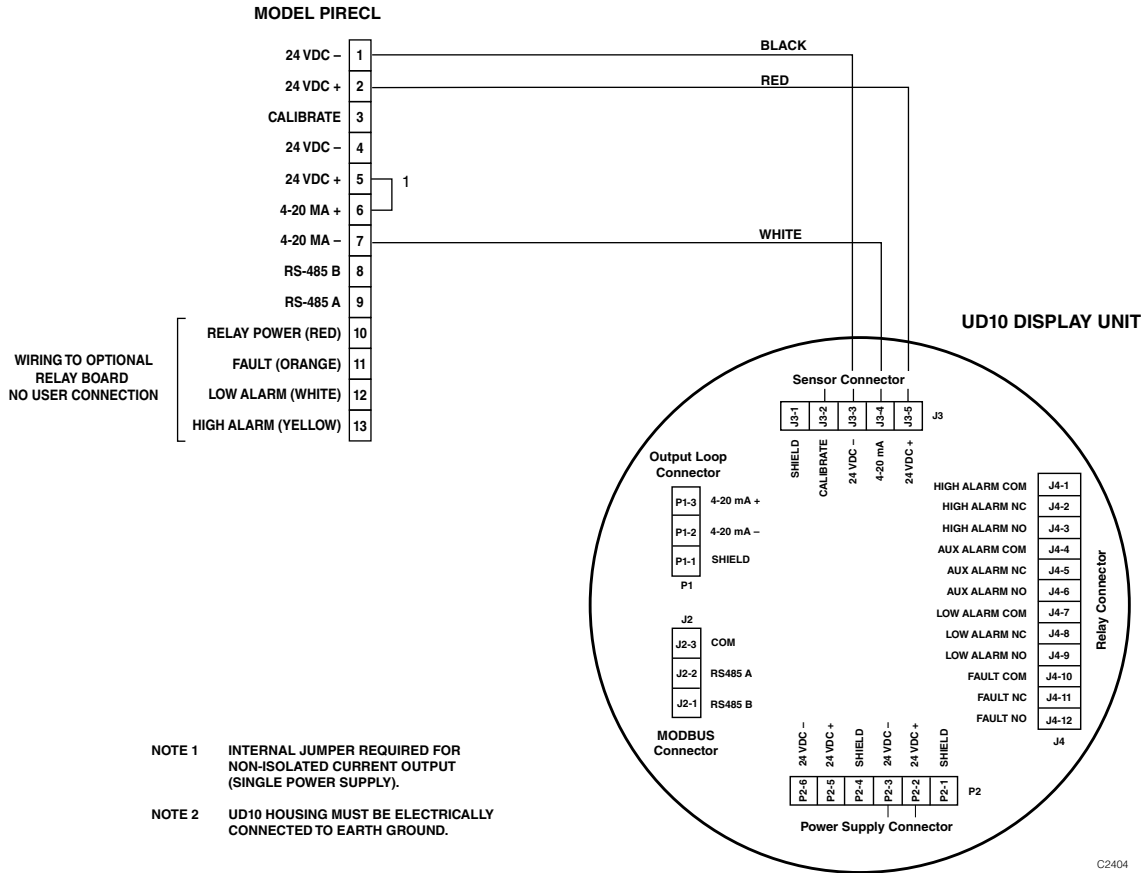 MODEL PIRECL
24 VDC – 1
24 VDC + 2
CALIBRATE 3
24 VDC – 4
24 VDC + 5
4-20 MA + 6
4-20 MA – 7
RS-485 B 8
RS-485 A 9
RELAY POWER (RED) 10
FAULT (ORANGE) 11
LOW ALARM (WHITE) 12
HIGH ALARM (YELLOW) 13
1
WIRING TO OPTIONAL
RELAY BOARD
NO USER CONNECTION
BLACK
RED
WHITE
UD10 DISPLAY UNIT
Sensor Connector
J3-1
J3-2
J3-3
J3-4
J3-5
J3
SHIELD
CALIBRATE
24 VDC –
4-20 mA
24 VDC +
Output Loop
Connector
P1-3 4-20 mA +
P1-2 4-20 mA –
P1-1 SHIELD
P1
J2
J2-3 COM
J2-2 RS485 A
J2-1 RS485 B
MODBUS
Connector
HIGH ALARM COM J4-1
HIGH ALARM NC J4-2
HIGH ALARM NO J4-3
AUX ALARM COM J4-4
AUX ALARM NC J4-5
AUX ALARM NO J4-6
LOW ALARM COM J4-7
LOW ALARM NC J4-8
LOW ALARM NO J4-9
FAULT COM J4-10
FAULT NC J4-11
FAULT NO J4-12
J4
Relay Connector
24 VDC –
24 VDC +
SHIELD
24 VDC –
24 VDC +
SHIELD
P2-6
P2-5
P2-4
P2-3
P2-2
P2-1
P2
Power Supply Connector
NOTE 1 INTERNAL JUMPER REQUIRED FOR
NON-ISOLATED CURRENT OUTPUT
(SINGLE POWER SUPPLY).
NOTE 2 UD10 HOUSING MUST BE ELECTRICALLY
CONNECTED TO EARTH GROUND.
C2404